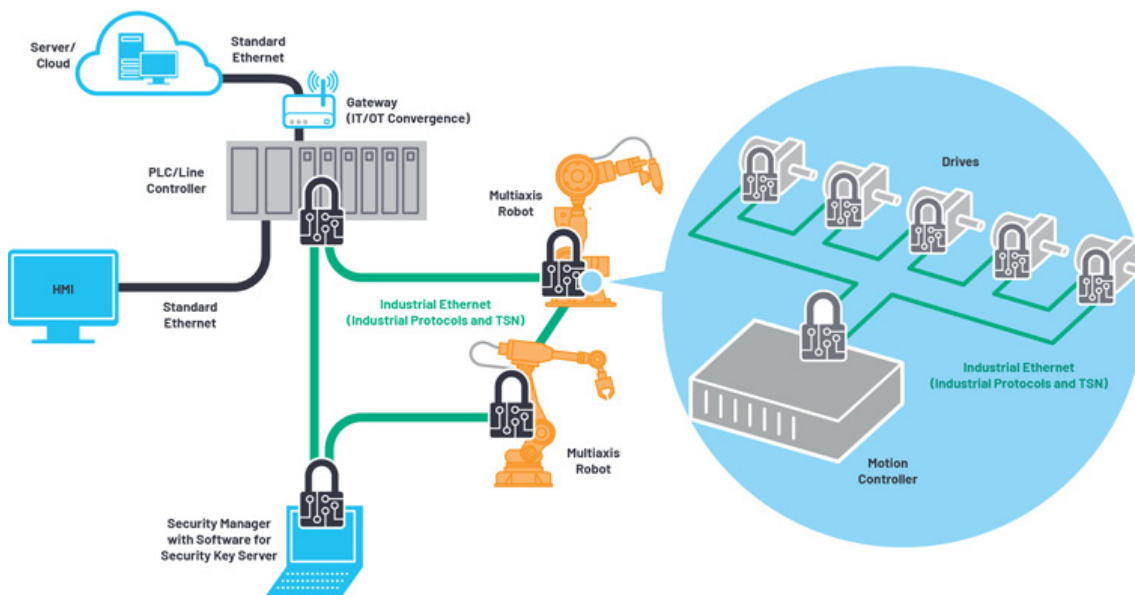 Server/
Cloud
Standard
Ethernet
Gateway
(IT/OT Convergence)
PLC/Line
Controller
Multiaxis
Robot
Drives
HMI
Standard
Ethernet
Industrial Ethernet
(Industrial Protocols and TSN)
Industrial Ethernet
(Industrial Protocols and TSN)
Multiaxis
Robot
Motion
Controller
Security Manager
with Software for
Security Key Server